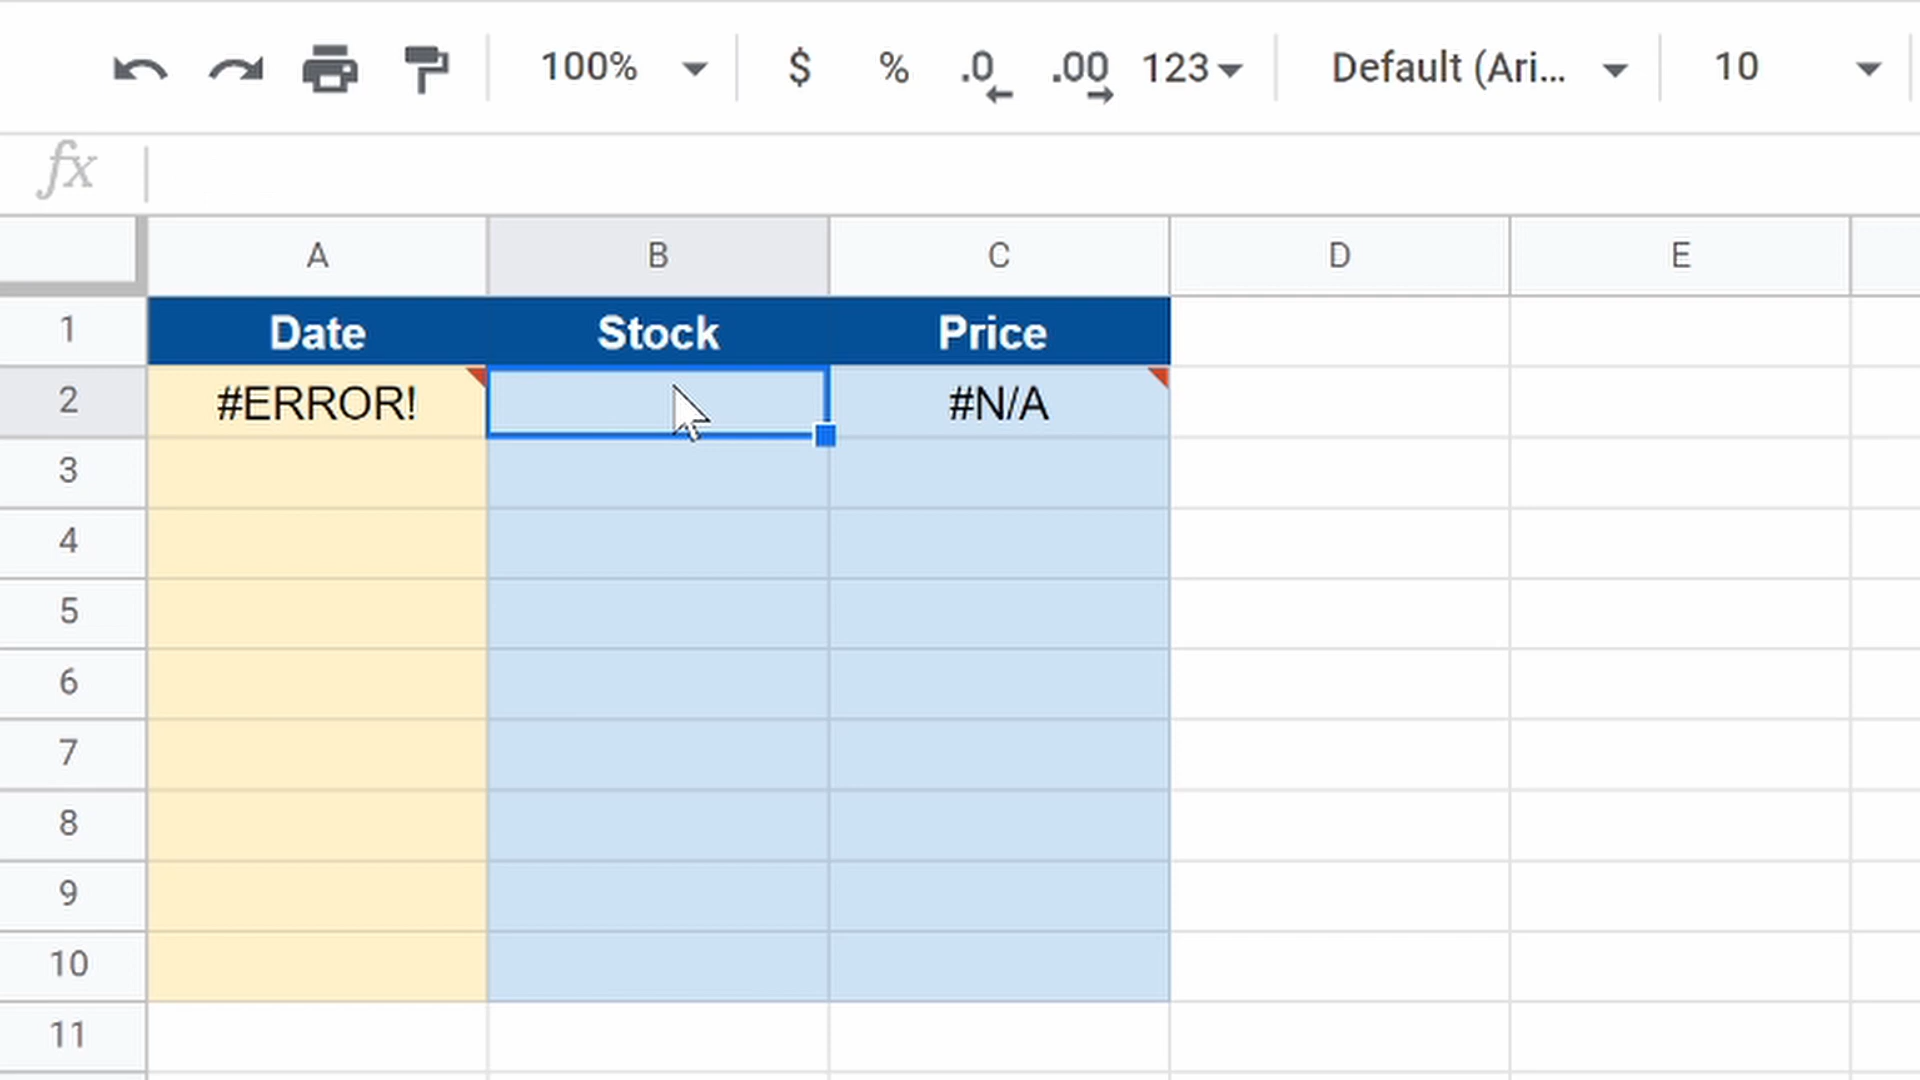 100% $ % .0 .00 123 Default (Ari... 10
fx
A B C D E
1 Date Stock Price
2 #ERROR! #N/A
3
4
5
6
7
8
9
10
11